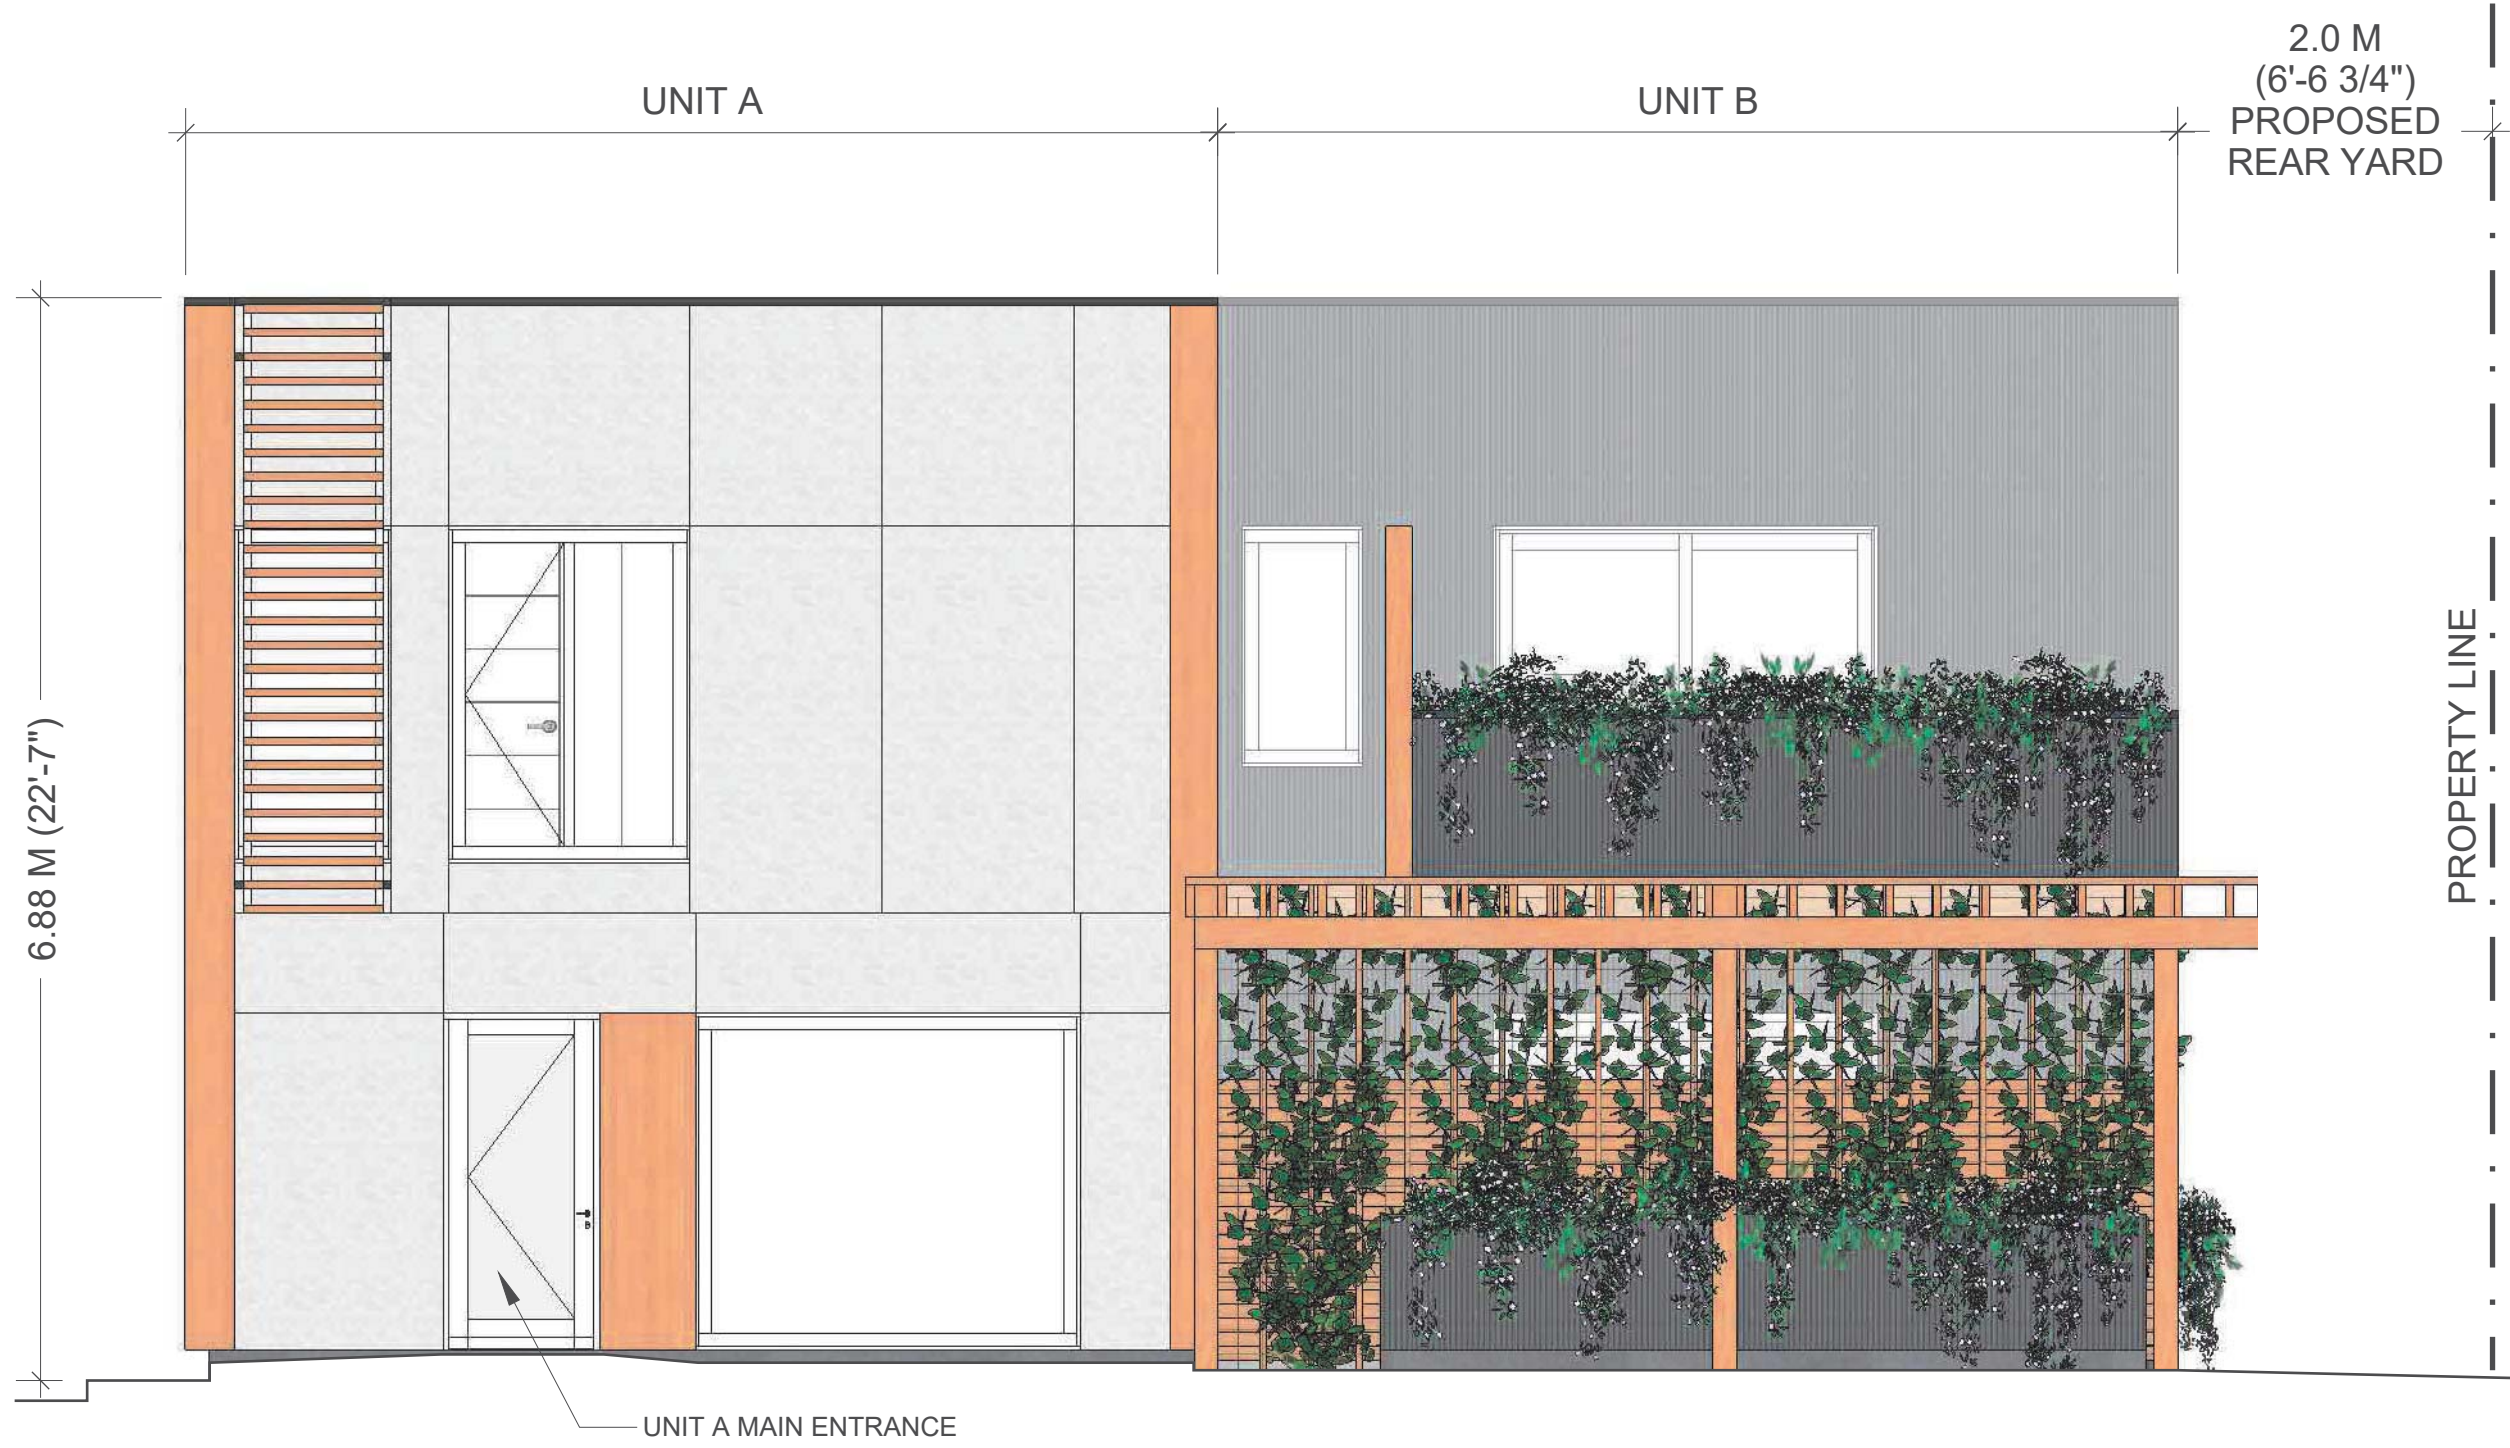 UNIT A
UNIT B
2.0 M
(6'-6 3/4")
PROPOSED
REAR YARD
6.88 M (22'-7")
PROPERTY LINE
UNIT A MAIN ENTRANCE